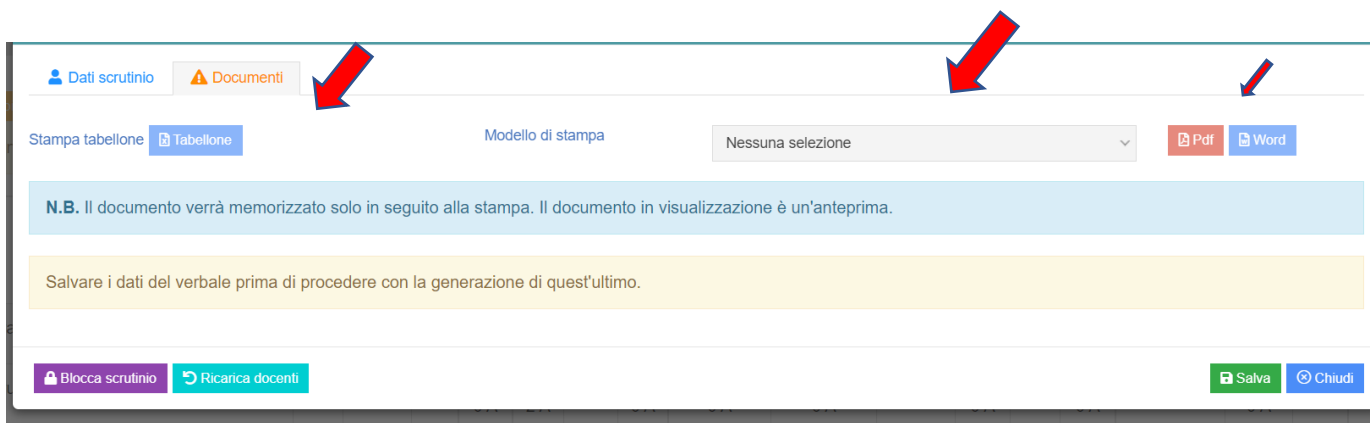 Dati scrutinio Documenti
Stampa tabellone Tabellone Modello di stampa Nessuna selezione Pdf Word
N.B. Il documento verrà memorizzato solo in seguito alla stampa. Il documento in visualizzazione è un'anteprima.
Salvare i dati del verbale prima di procedere con la generazione di quest'ultimo.
Blocca scrutinio Ricarica docenti Salva Chiudi